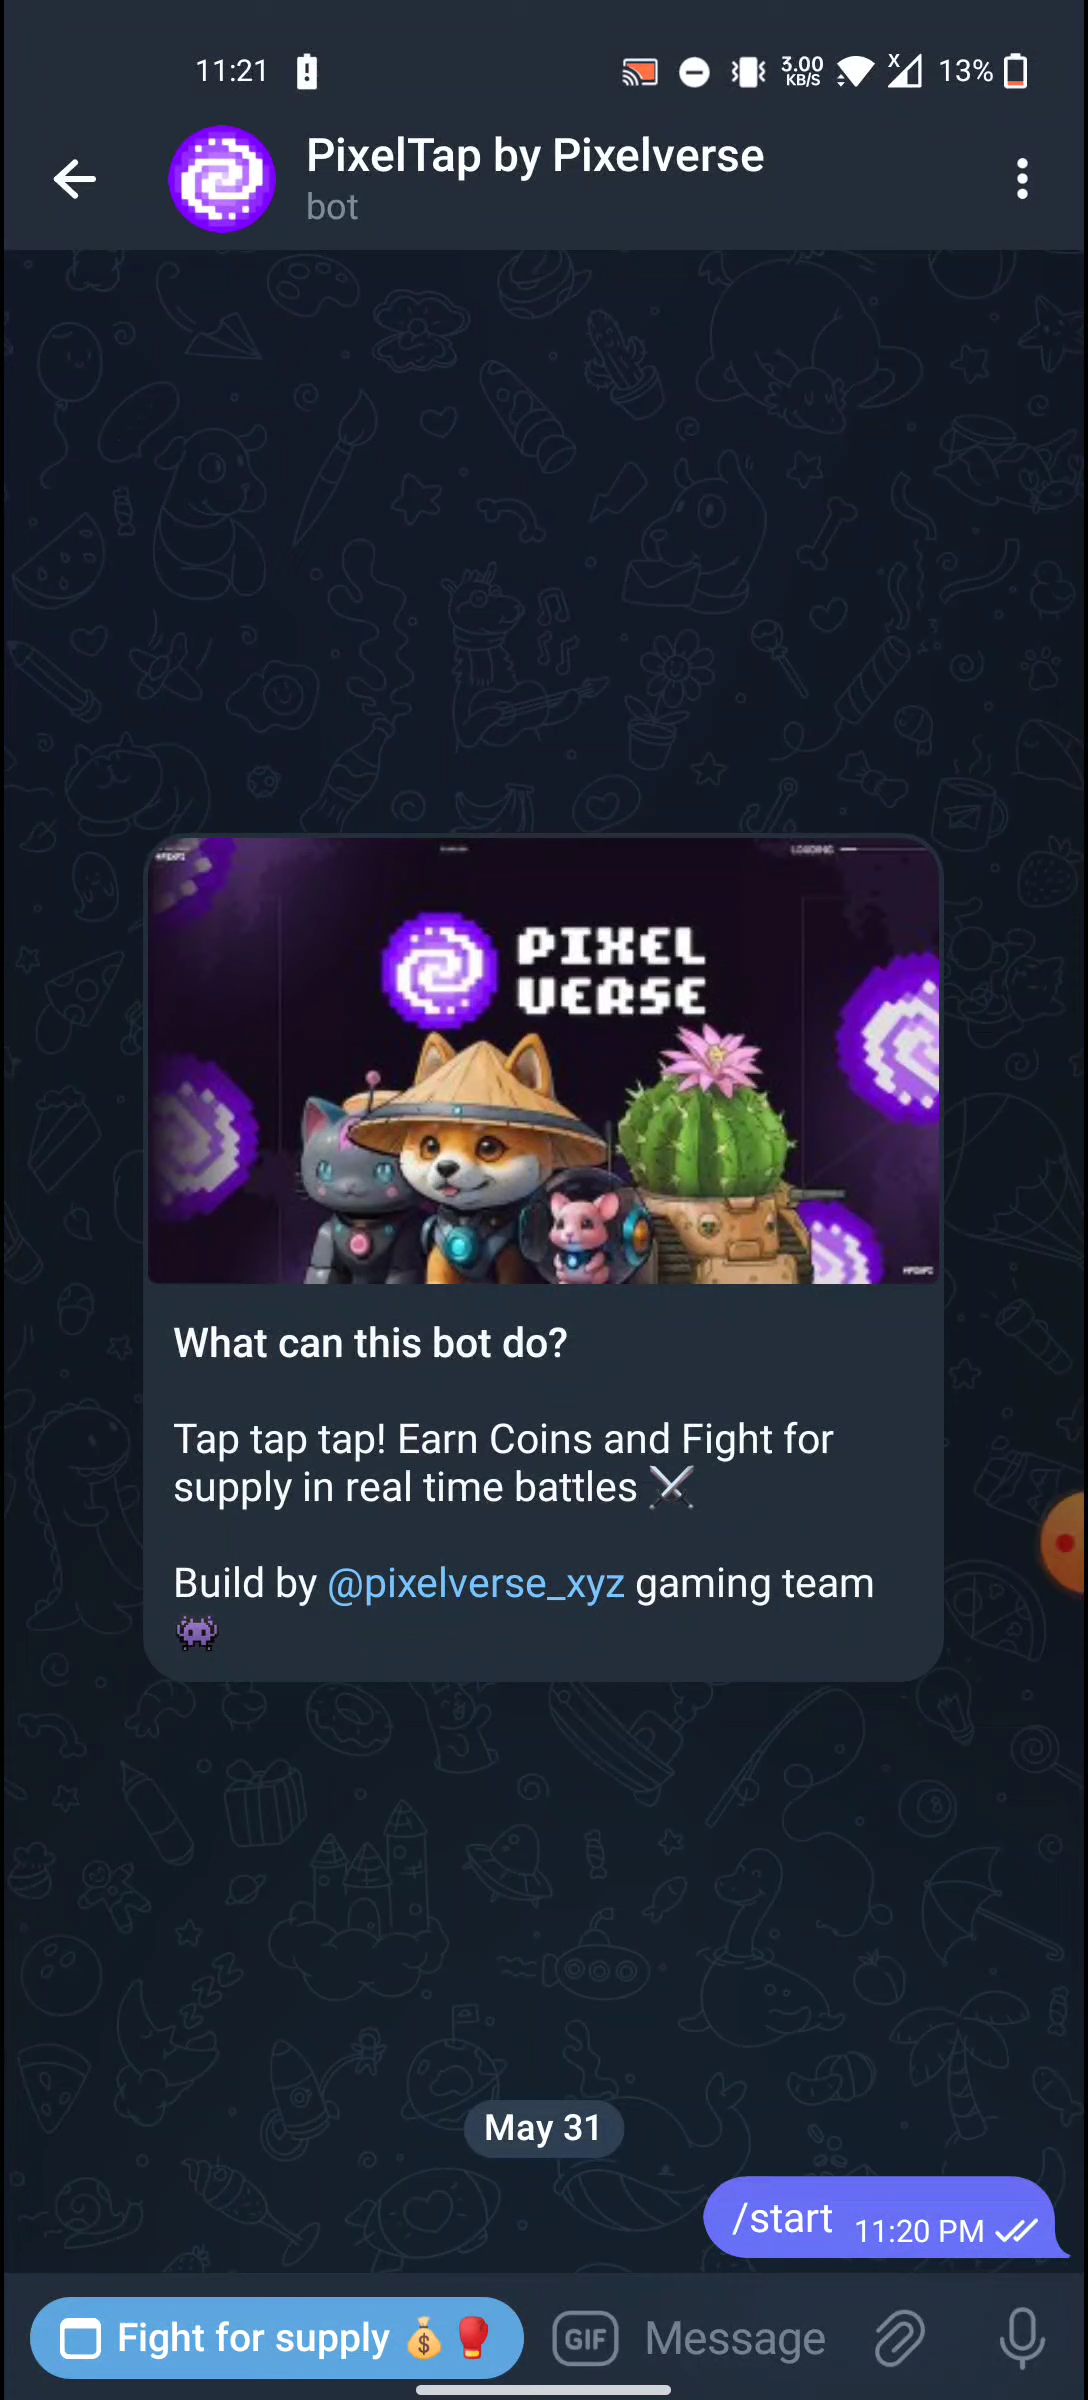 11:21
3.00
KB/S
X
13%
PixelTap by Pixelverse
bot
LOADING
PIXEL
VERSE
What can this bot do?
Tap tap tap! Earn Coins and Fight for
supply in real time battles ⚔️
Build by @pixelverse_xyz gaming team
👾
May 31
/start 11:20 PM
Fight for supply 💰🥊
GIF
Message